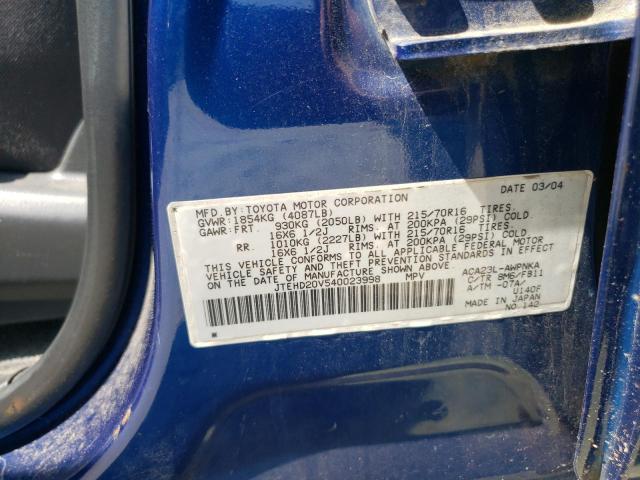 MFD. BY: TOYOTA MOTOR CORPORATION DATE 03/04
GVWR: 1854KG (4087LB)
GAWR: FRT. 930KG (2050LB) WITH 215/70R16 TIRES.
16X6 1/2J RIMS. AT 200KPA (29PSI) COLD
RR. 1010KG (2227LB) WITH 215/70R16 TIRES.
16X6 1/2J RIMS. AT 200KPA (29PSI) COLD
THIS VEHICLE CONFORMS TO ALL APPLICABLE FEDERAL MOTOR
VEHICLE SAFETY AND THEFT PREVENTION STANDARDS IN EFFECT
ON THE DATE OF MANUFACTURE SHOWN ABOVE.
JTEHD20V540023998 MPV
ACA23L-AWPNKA
C/TR 8M6/FB11
A/TM -07A/
U140F
MADE IN JAPAN
NO. 142